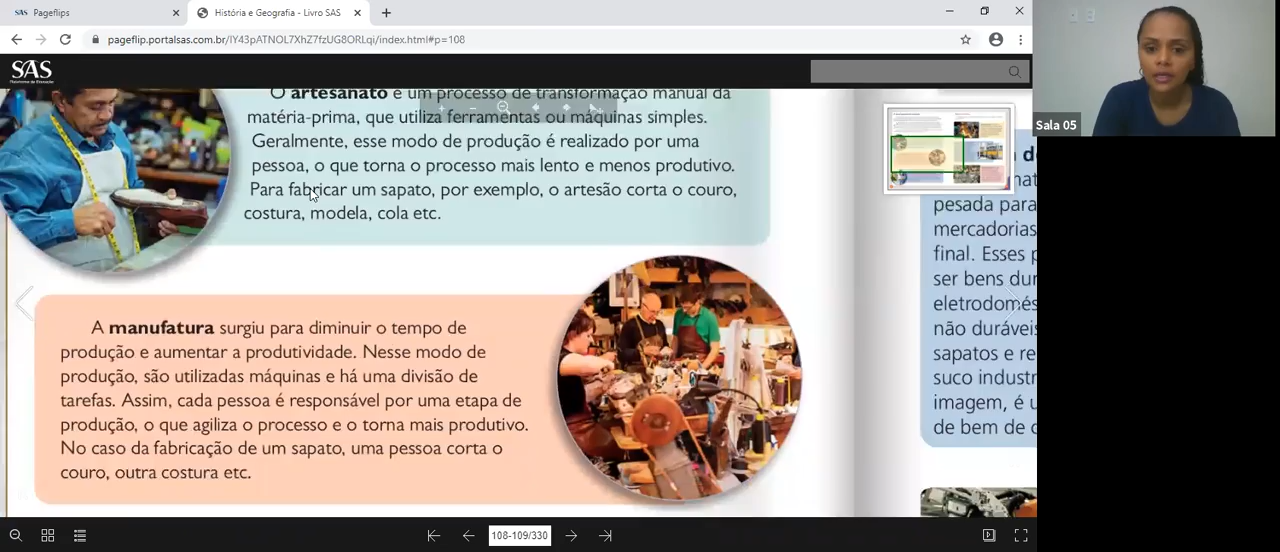 Pageflips
História e Geografia - Livro SAS
pageflip.portalsas.com.br/IY43pATNOL7XhZ7fzUG8ORLqi/index.html#p=108
SAS
Plataforma de Educação
O artesanato é um processo de transformação manual da
matéria-prima, que utiliza ferramentas ou máquinas simples.
Geralmente, esse modo de produção é realizado por uma
pessoa, o que torna o processo mais lento e menos produtivo.
Para fabricar um sapato, por exemplo, o artesão corta o couro,
costura, modela, cola etc.
A manufatura surgiu para diminuir o tempo de
produção e aumentar a produtividade. Nesse modo de
produção, são utilizadas máquinas e há uma divisão de
tarefas. Assim, cada pessoa é responsável por uma etapa de
produção, o que agiliza o processo e o torna mais produtivo.
No caso da fabricação de um sapato, uma pessoa corta o
couro, outra costura etc.
pesada para
mercadorias
final. Esses p
ser bens dur
eletrodomés
não duráveis
sapatos e re
suco industr
imagem, é u
de bem de c
108-109/330
Sala 05